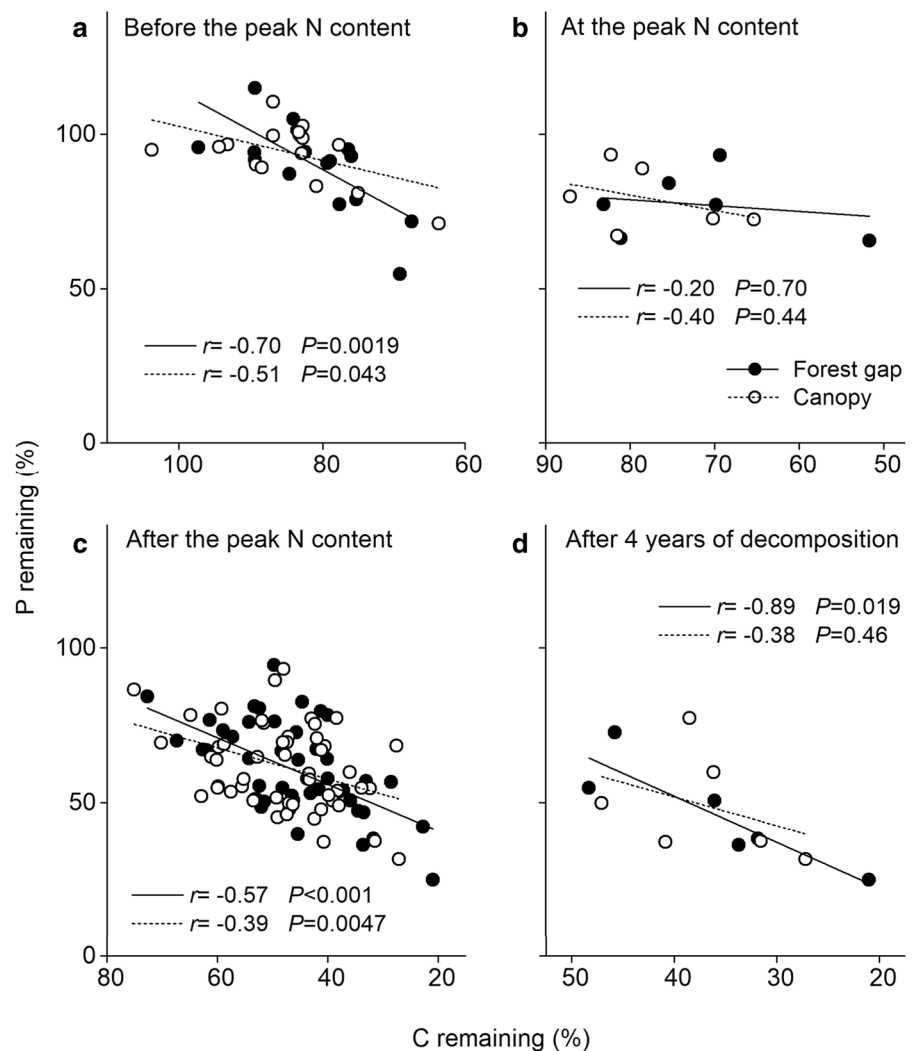 a Before the peak N content
b At the peak N content
100
50
0
r= -0.70 P=0.0019
r= -0.51 P=0.043
100 80 60
r= -0.20 P=0.70
r= -0.40 P=0.44
Forest gap
Canopy
90 80 70 60 50
P remaining (%)
c After the peak N content
d After 4 years of decomposition
100
50
0
r= -0.57 P<0.001
r= -0.39 P=0.0047
80 60 40 20
r= -0.89 P=0.019
r= -0.38 P=0.46
50 40 30 20
C remaining (%)